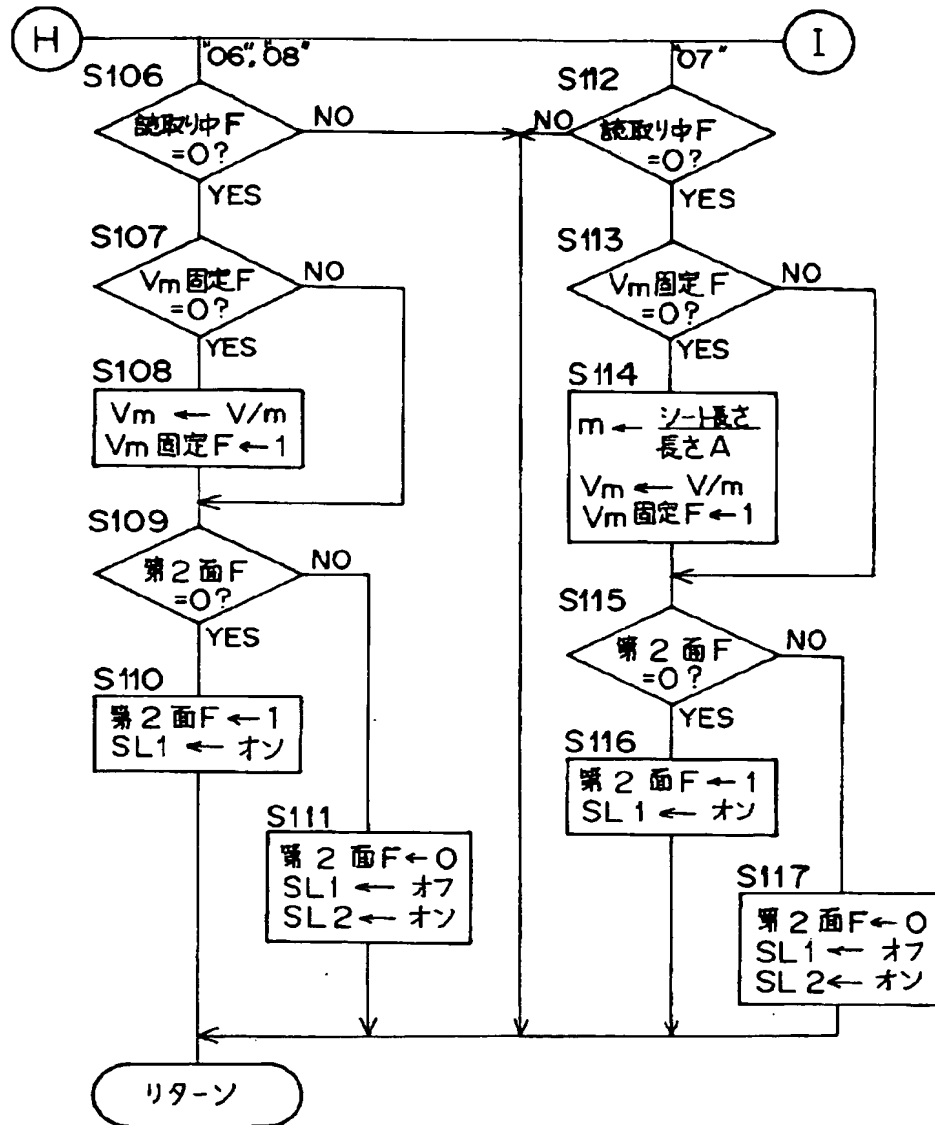 H
I
"06","08"
"07"
S106
読取り中F
=0?
NO
YES
S107
Vm固定F
=0?
NO
YES
S108
Vm ← V/m
Vm固定F←1
S109
第2面F
=0?
NO
YES
S110
第2面F←1
SL1 ← オン
S111
第2面F←0
SL1 ← オフ
SL2 ← オン
S112
NO
読取り中F
=0?
YES
S113
Vm固定F
=0?
NO
YES
S114
m ← シート長さ
長さA
Vm ← V/m
Vm固定F←1
S115
第2面F
=0?
NO
YES
S116
第2面F←1
SL1 ← オン
S117
第2面F←0
SL1 ← オフ
SL2← オン
リターン